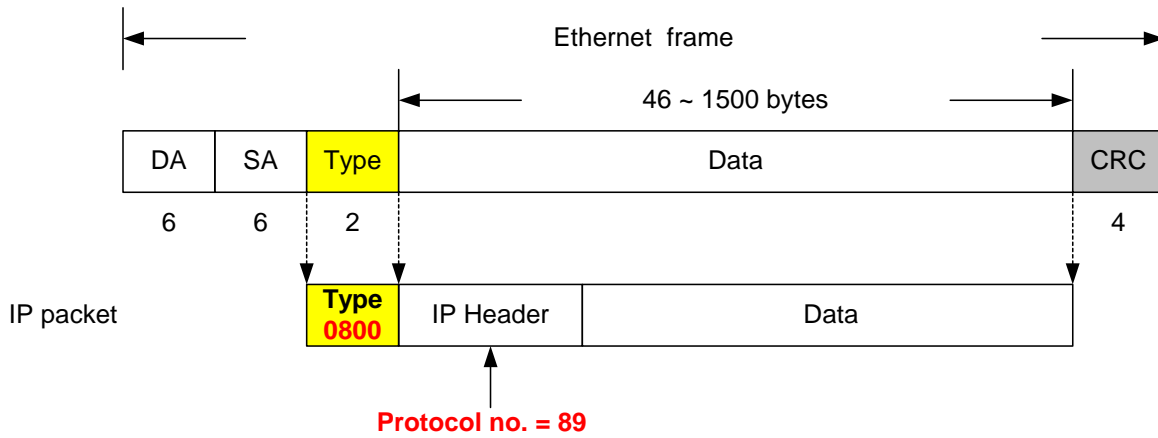 Ethernet frame
46 ~ 1500 bytes
DA SA Type Data CRC
6 6 2 4
IP packet
Type
0800
IP Header
Data
Protocol no. = 89